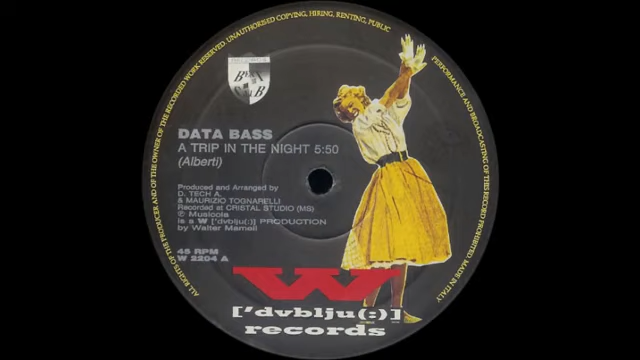 ALL RIGHTS OF THE PRODUCER AND OF THE OWNER OF THE RECORDED WORK RESERVED. UNAUTHORISED COPYING, HIRING, RENTING, PUBLIC
PERFORMANCE AND BROADCASTING OF THIS RECORD PROHIBITED. MADE IN ITALY
DATA BASS
A TRIP IN THE NIGHT 5:50
(Alberti)
Produced and Arranged by
D. TECH A.
& MAURIZIO TOGNARELLI
Recorded at CRISTAL STUDIO (MS)
℗ Musicola
is a W ['dvblju(:)] PRODUCTION
by Walter Mameli
45 RPM
W 2204 A
W
['dvblju(:)]
records